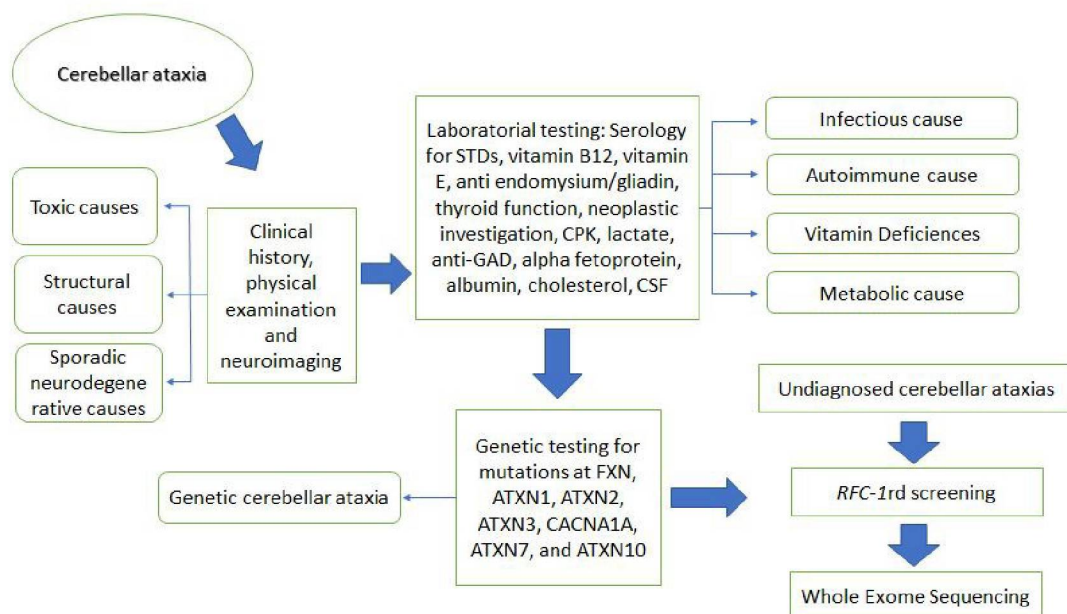 Cerebellar ataxia
Toxic causes
Structural
causes
Sporadic
neurodegene
rative causes
Clinical
history,
physical
examination
and
neuroimaging
Laboratorial testing: Serology
for STDs, vitamin B12, vitamin
E, anti endomysium/gliadin,
thyroid function, neoplastic
investigation, CPK, lactate,
anti-GAD, alpha fetoprotein,
albumin, cholesterol, CSF
Infectious cause
Autoimmune cause
Vitamin Deficiences
Metabolic cause
Genetic cerebellar ataxia
Genetic testing for
mutations at FXN,
ATXN1, ATXN2,
ATXN3, CACNA1A,
ATXN7, and ATXN10
Undiagnosed cerebellar ataxias
RFC-1rd screening
Whole Exome Sequencing